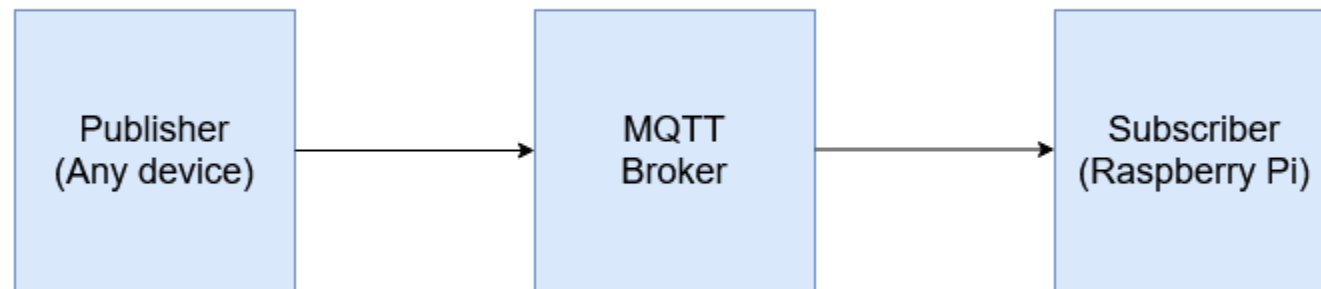 Publisher
(Any device)
MQTT
Broker
Subscriber
(Raspberry Pi)